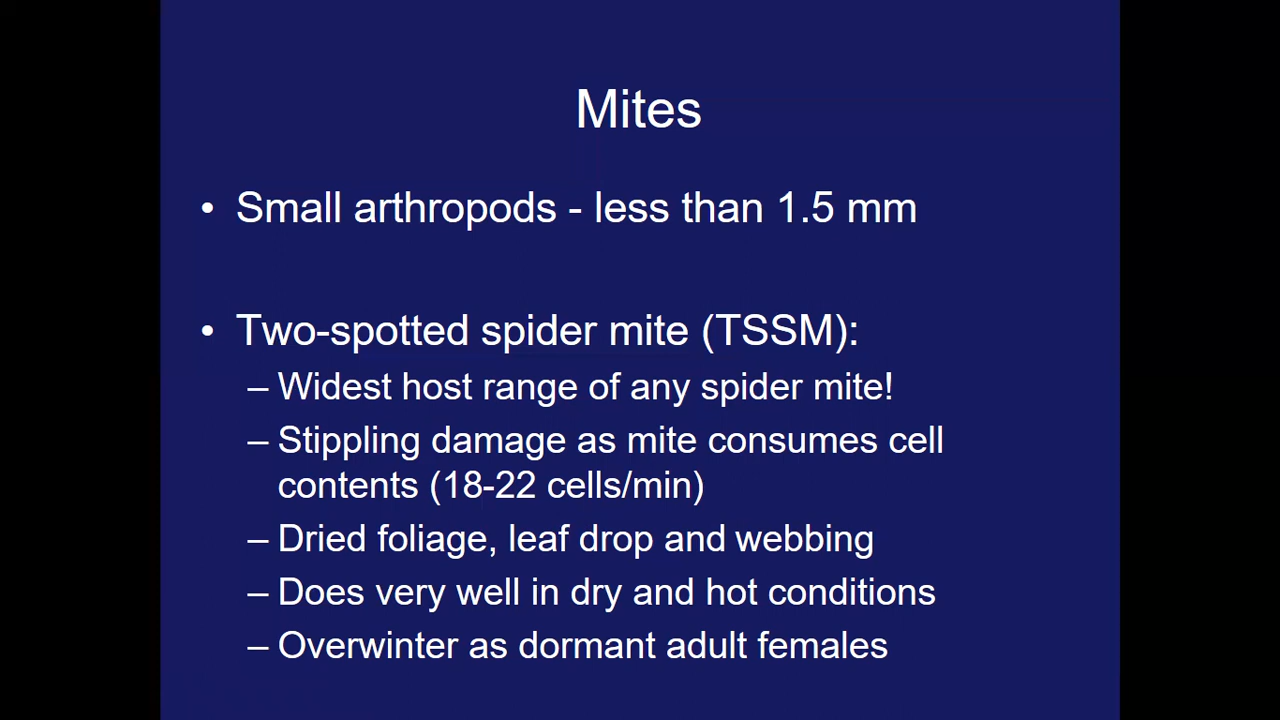 Mites
• Small arthropods - less than 1.5 mm
• Two-spotted spider mite (TSSM):
– Widest host range of any spider mite!
– Stippling damage as mite consumes cell
contents (18-22 cells/min)
– Dried foliage, leaf drop and webbing
– Does very well in dry and hot conditions
– Overwinter as dormant adult females